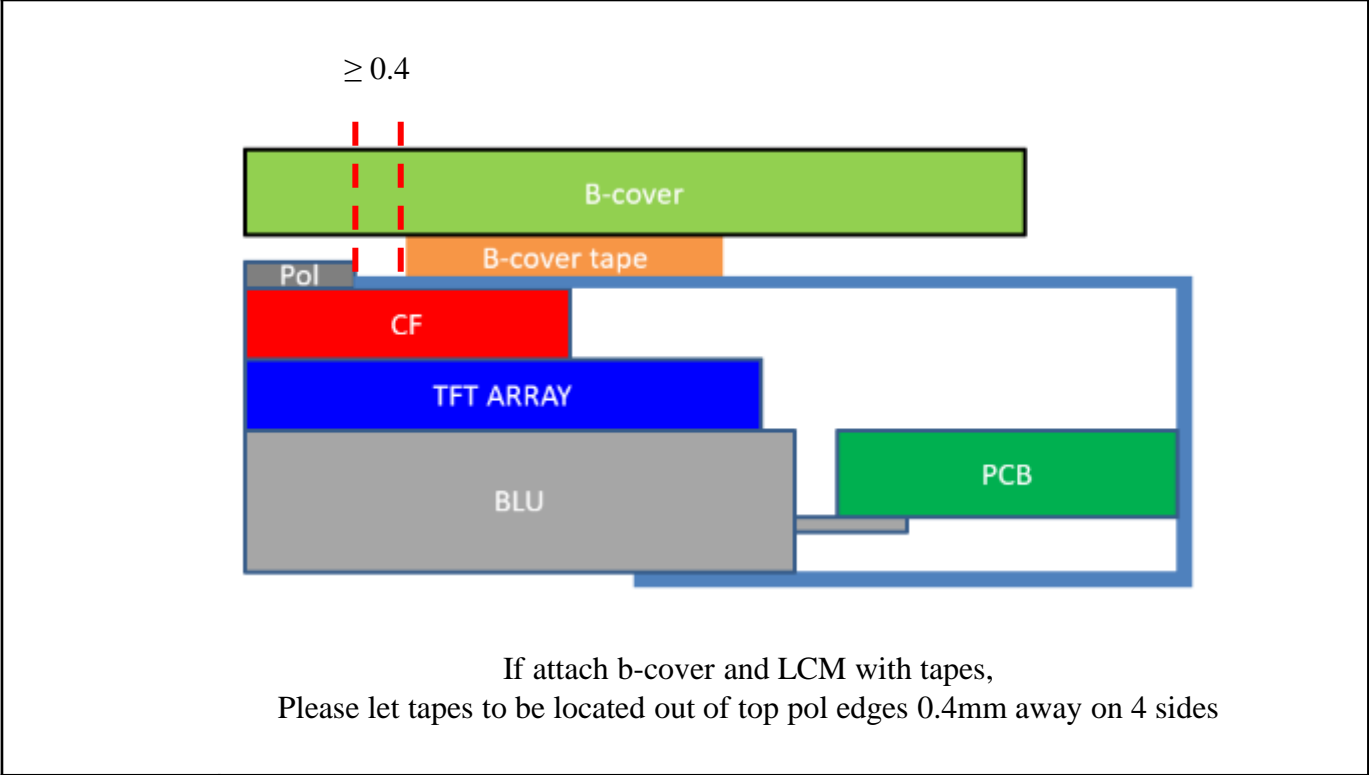 ≥ 0.4
B-cover
B-cover tape
Pol
CF
TFT ARRAY
PCB
BLU
If attach b-cover and LCM with tapes,
Please let tapes to be located out of top pol edges 0.4mm away on 4 sides